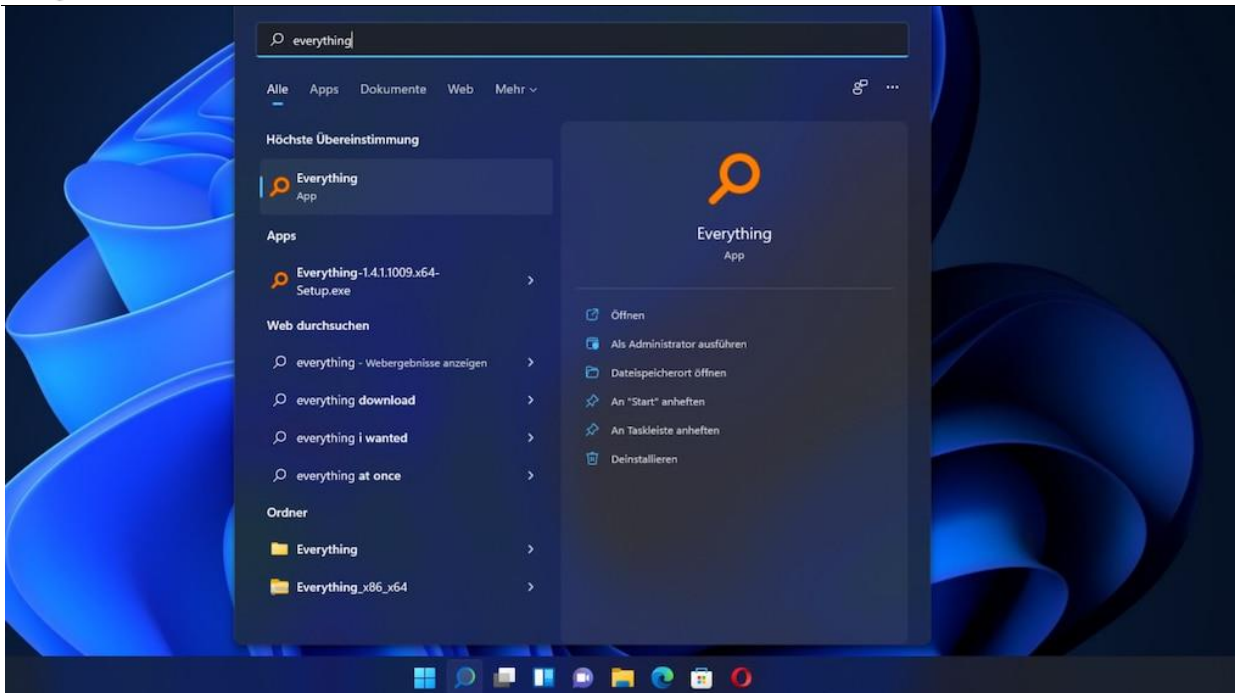 everything
Alle Apps Dokumente Web Mehr
Höchste Übereinstimmung
Everything
App
Apps
Everything-1.4.1.1009.x64-
Setup.exe
Web durchsuchen
everything - Webergebnisse anzeigen
everything download
everything i wanted
everything at once
Ordner
Everything
Everything_x86_x64
Everything
App
Öffnen
Als Administrator ausführen
Dateispeicherort öffnen
An "Start" anheften
An Taskleiste anheften
Deinstallieren